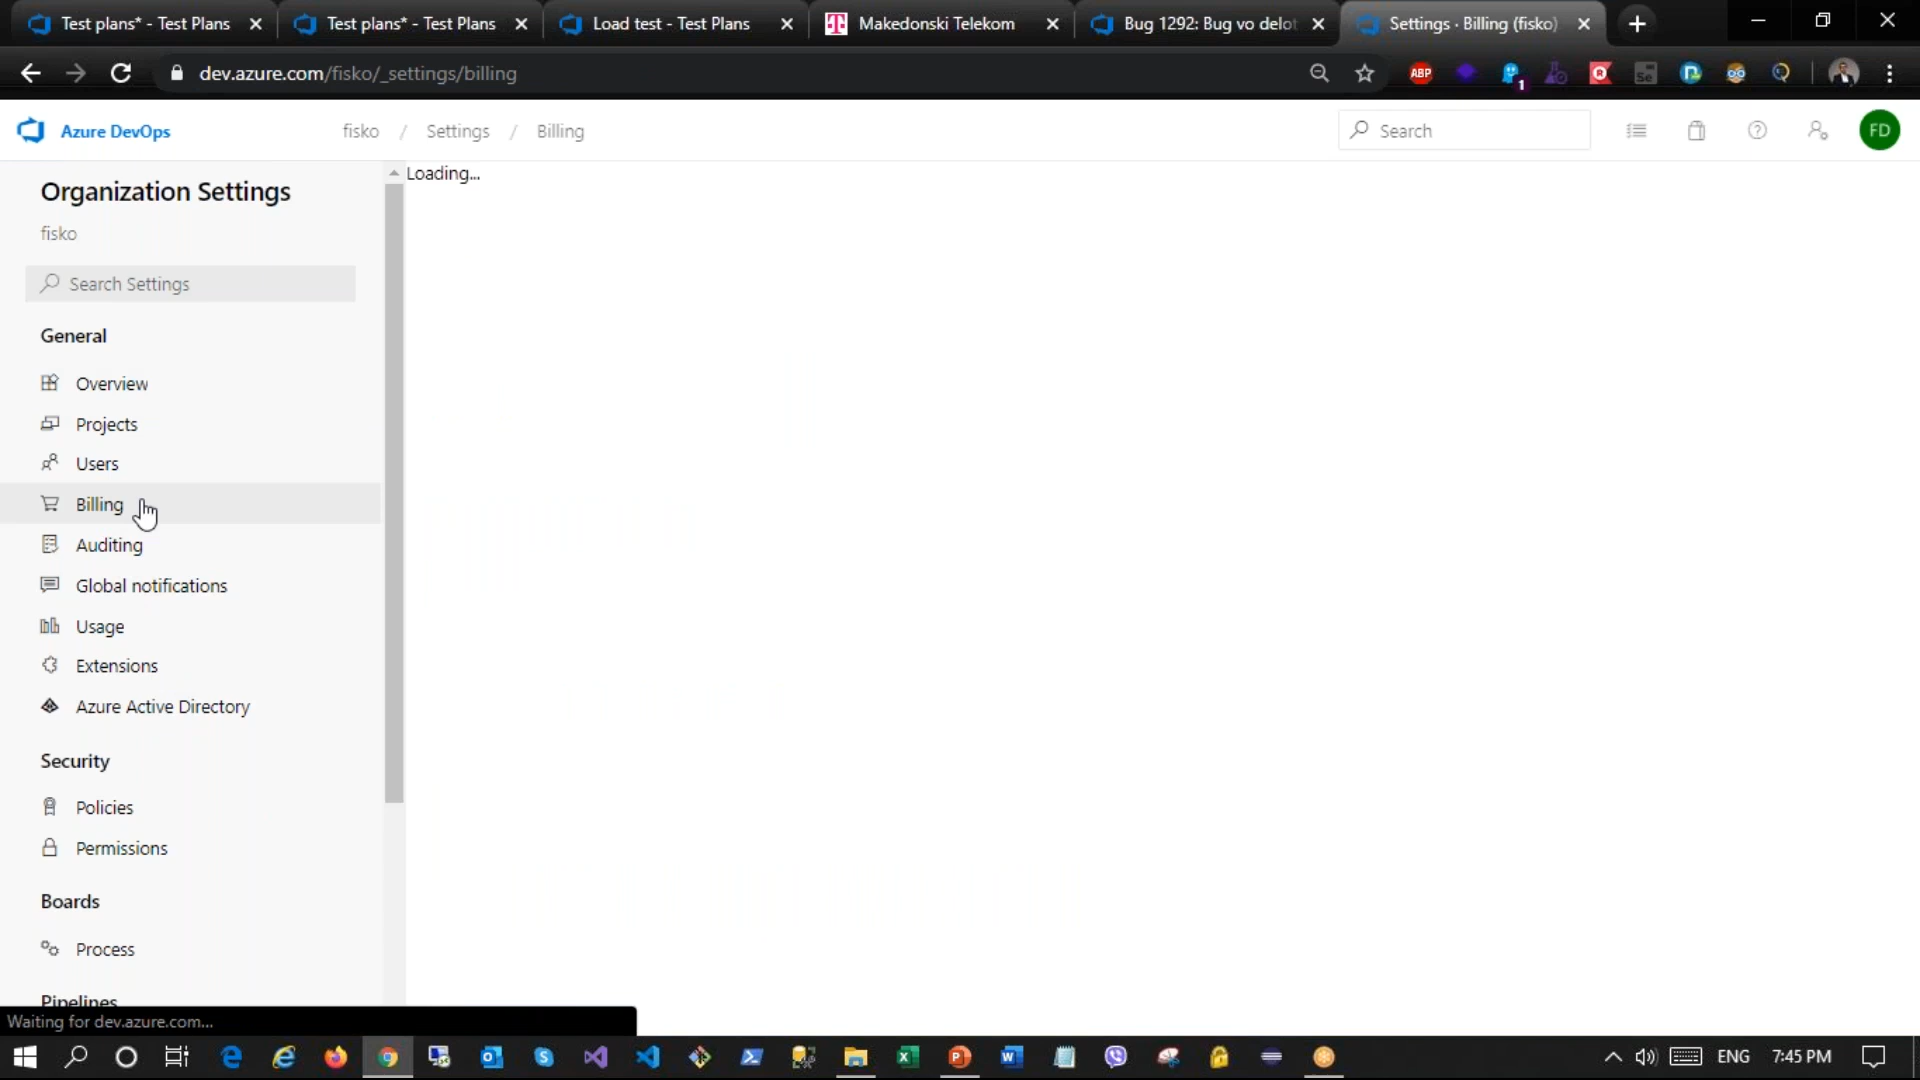 Test plans* - Test Plans
Test plans* - Test Plans
Load test - Test Plans
Makedonski Telekom
Bug 1292: Bug vo delot
Settings · Billing (fisko)
dev.azure.com/fisko/_settings/billing
ABP
1
Azure DevOps
fisko / Settings / Billing
Search
FD
Organization Settings
fisko
Search Settings
General
Overview
Projects
Users
Billing
Auditing
Global notifications
Usage
Extensions
Azure Active Directory
Security
Policies
Permissions
Boards
Process
Pipelines
Loading...
Waiting for dev.azure.com...
ENG
7:45 PM